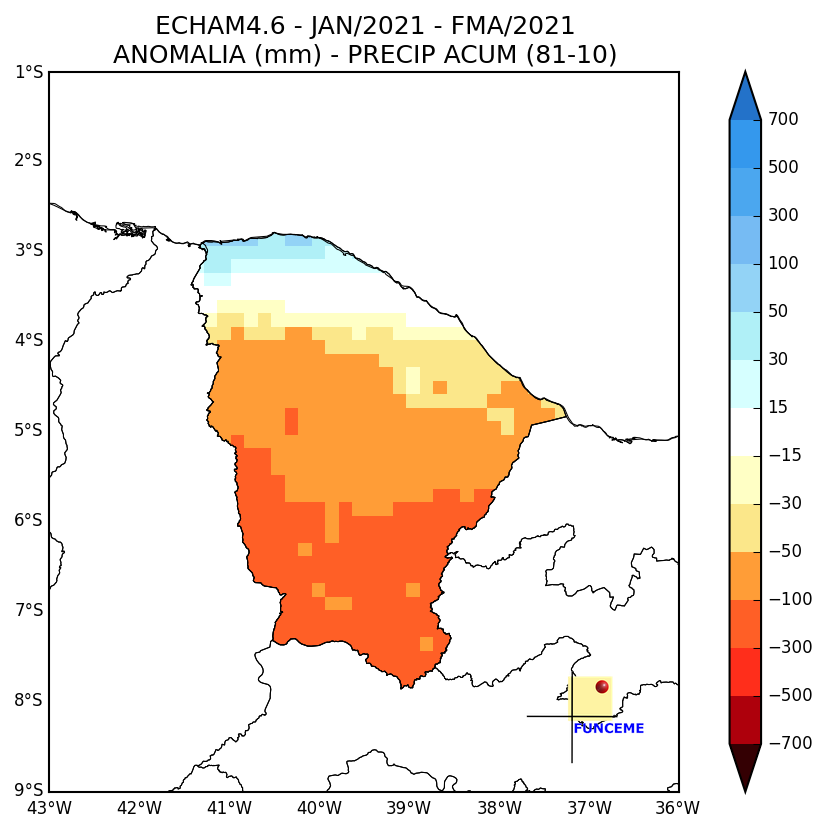 ECHAM4.6 - JAN/2021 - FMA/2021
ANOMALIA (mm) - PRECIP ACUM (81-10)
1°S
2°S
3°S
4°S
5°S
6°S
7°S
8°S
9°S
43°W
42°W
41°W
40°W
39°W
38°W
37°W
36°W
700
500
300
100
50
30
15
−15
−30
−50
−100
−300
−500
−700
FUNCEME